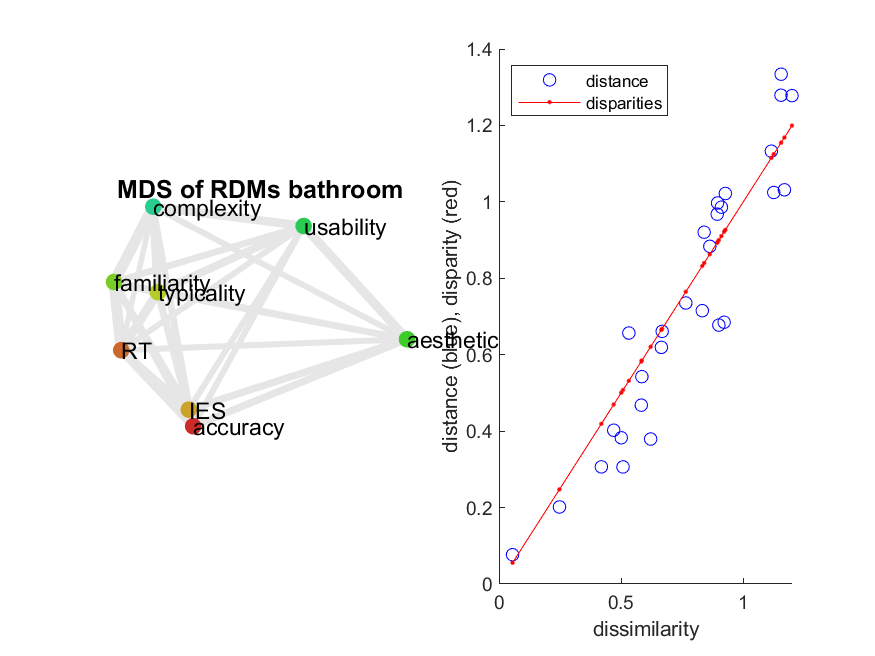 MDS of RDMs bathroom
complexity
usability
familiarity
typicality
aesthetic
RT
IES
accuracy
distance (blue), disparity (red)
1.4
1.2
1
0.8
0.6
0.4
0.2
0
distance
disparities
0
0.5
1
dissimilarity